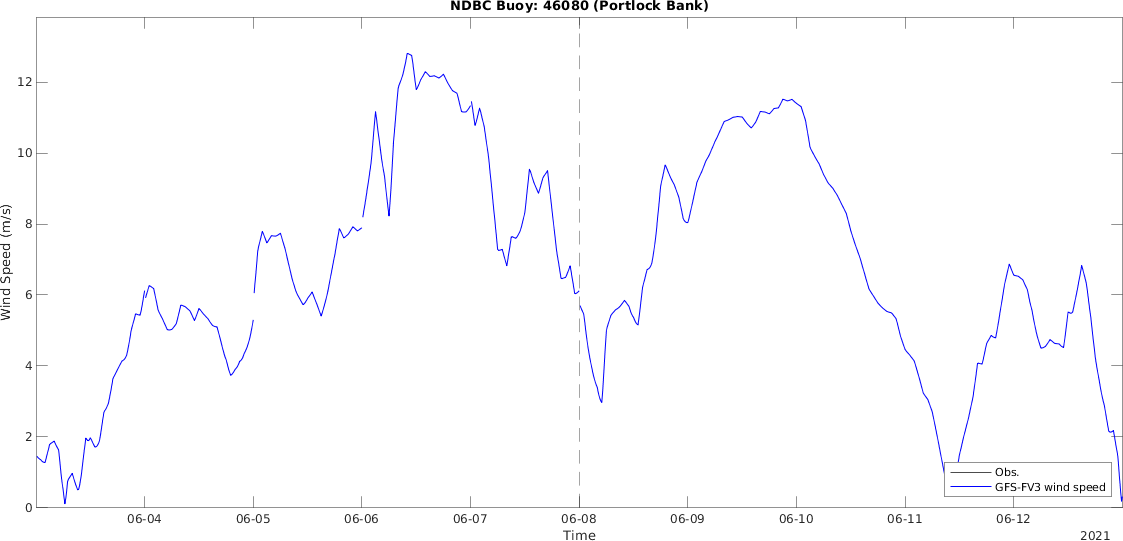 NDBC Buoy: 46080 (Portlock Bank)
Wind Speed (m/s)
12
10
8
6
4
2
0
Obs.
GFS-FV3 wind speed
06-04 06-05 06-06 06-07 06-08 06-09 06-10 06-11 06-12
Time
2021